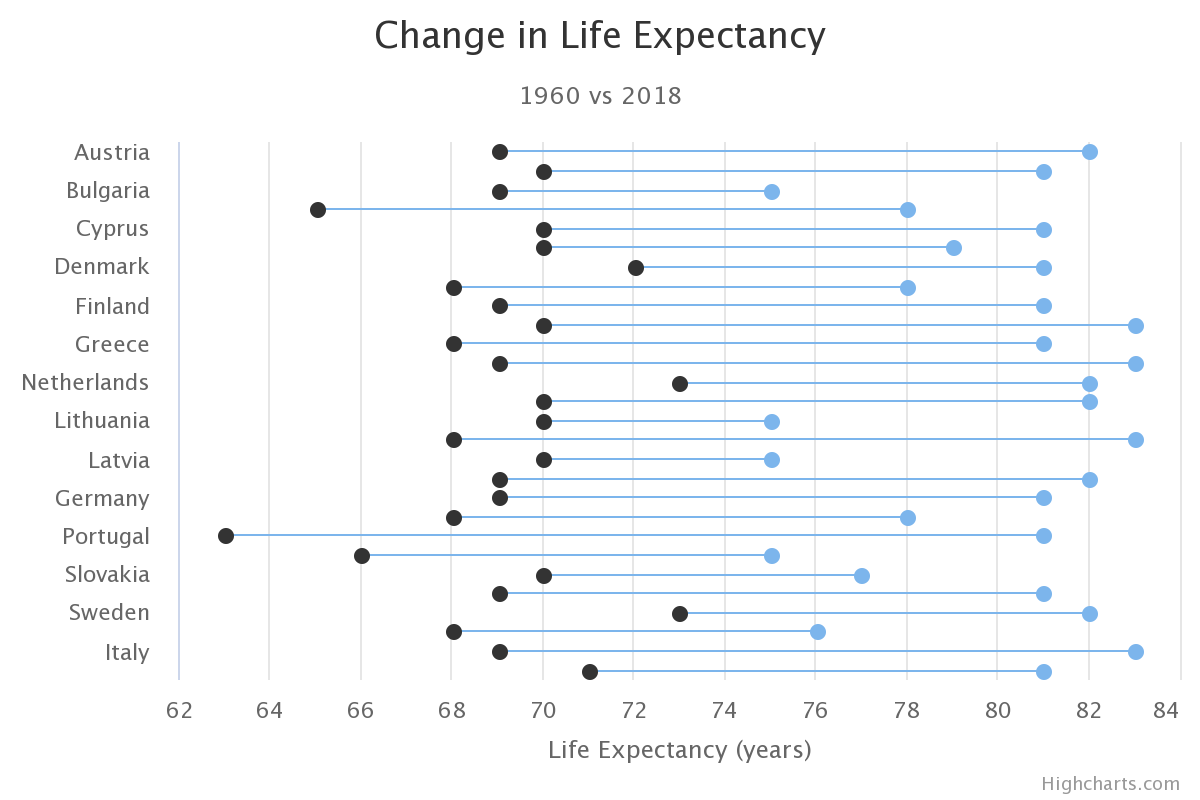 Change in Life Expectancy
1960 vs 2018
Austria
Bulgaria
Cyprus
Denmark
Finland
Greece
Netherlands
Lithuania
Latvia
Germany
Portugal
Slovakia
Sweden
Italy
62 64 66 68 70 72 74 76 78 80 82 84
Life Expectancy (years)
Highcharts.com